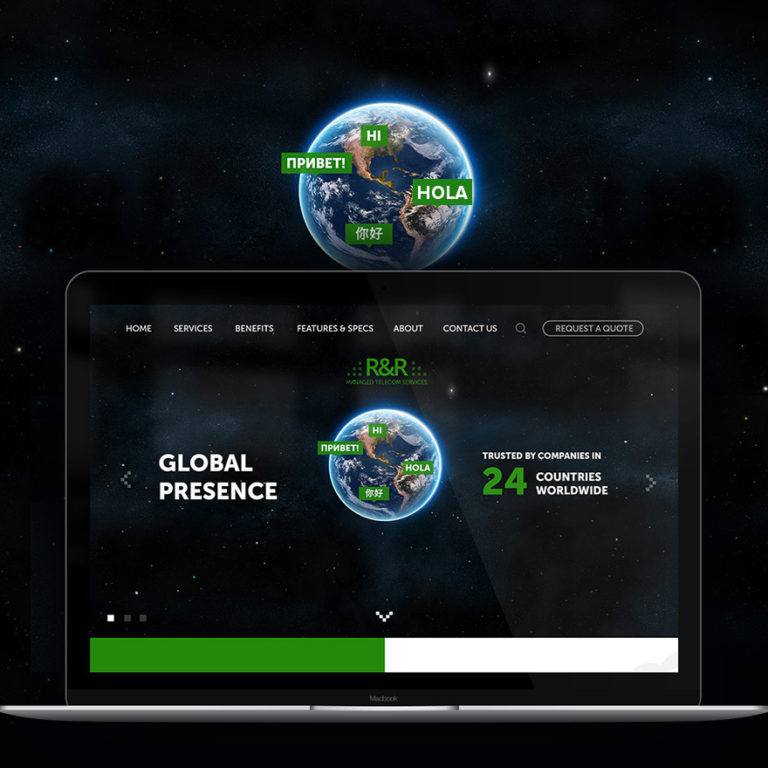 HI
ПРИВЕТ!
HOLA
你好
HOME SERVICES BENEFITS FEATURES & SPECS ABOUT CONTACT US REQUEST A QUOTE
R&R
MANAGED TELECOM SERVICES
HI
ПРИВЕТ!
HOLA
你好
GLOBAL
PRESENCE
TRUSTED BY COMPANIES IN
24 COUNTRIES
WORLDWIDE
Macbook